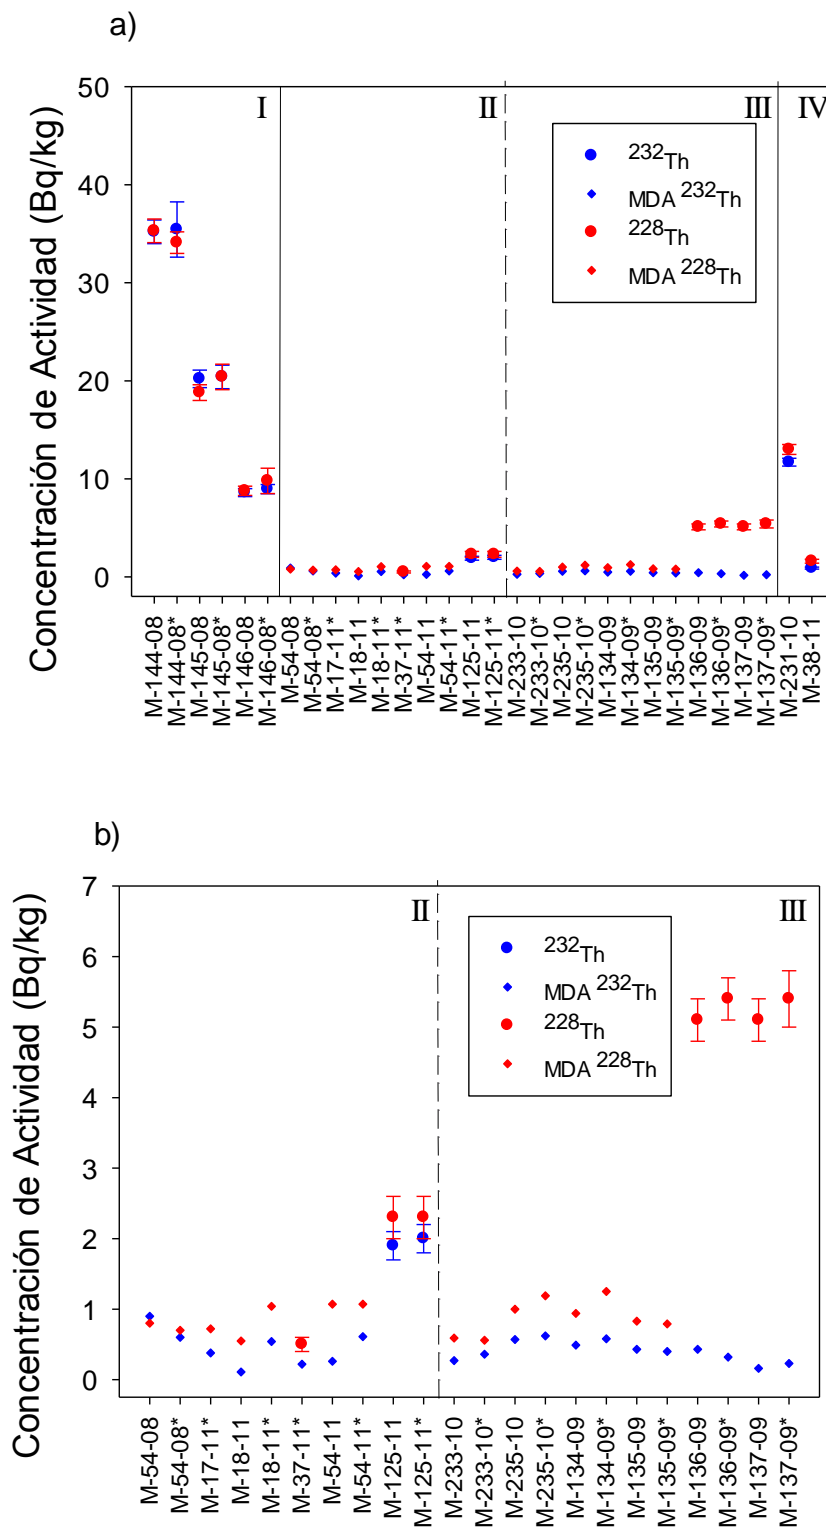 a)
Concentración de Actividad (Bq/kg)
50
40
30
20
10
0
I
II
III
IV
232Th
MDA 232Th
228Th
MDA 228Th
M-144-08
M-144-08*
M-145-08
M-145-08*
M-146-08
M-146-08*
M-54-08
M-54-08*
M-17-11*
M-18-11
M-18-11*
M-37-11*
M-54-11
M-54-11*
M-125-11
M-125-11*
M-233-10
M-233-10*
M-235-10
M-235-10*
M-134-09
M-134-09*
M-135-09
M-135-09*
M-136-09
M-136-09*
M-137-09
M-137-09*
M-231-10
M-38-11
b)
Concentración de Actividad (Bq/kg)
7
6
5
4
3
2
1
0
II
III
232Th
MDA 232Th
228Th
MDA 228Th
M-54-08
M-54-08*
M-17-11*
M-18-11
M-18-11*
M-37-11*
M-54-11
M-54-11*
M-125-11
M-125-11*
M-233-10
M-233-10*
M-235-10
M-235-10*
M-134-09
M-134-09*
M-135-09
M-135-09*
M-136-09
M-136-09*
M-137-09
M-137-09*